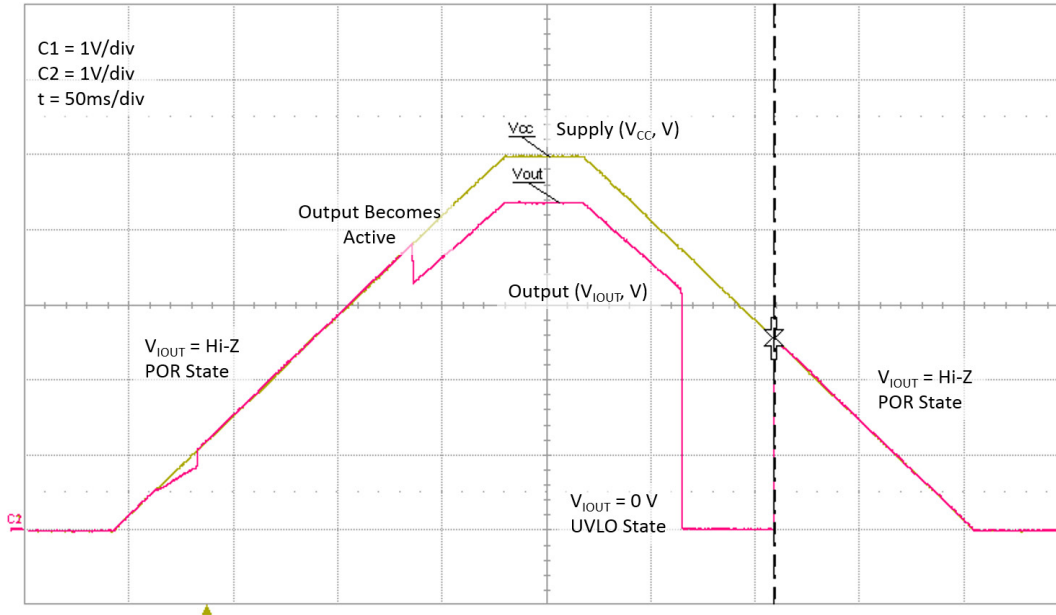 C1 = 1V/div
C2 = 1V/div
t = 50ms/div
Vcc
Supply (VCC, V)
Vout
Output Becomes
Active
Output (VIOUT, V)
VIOUT = Hi-Z
POR State
VIOUT = Hi-Z
POR State
VIOUT = 0 V
UVLO State
C2